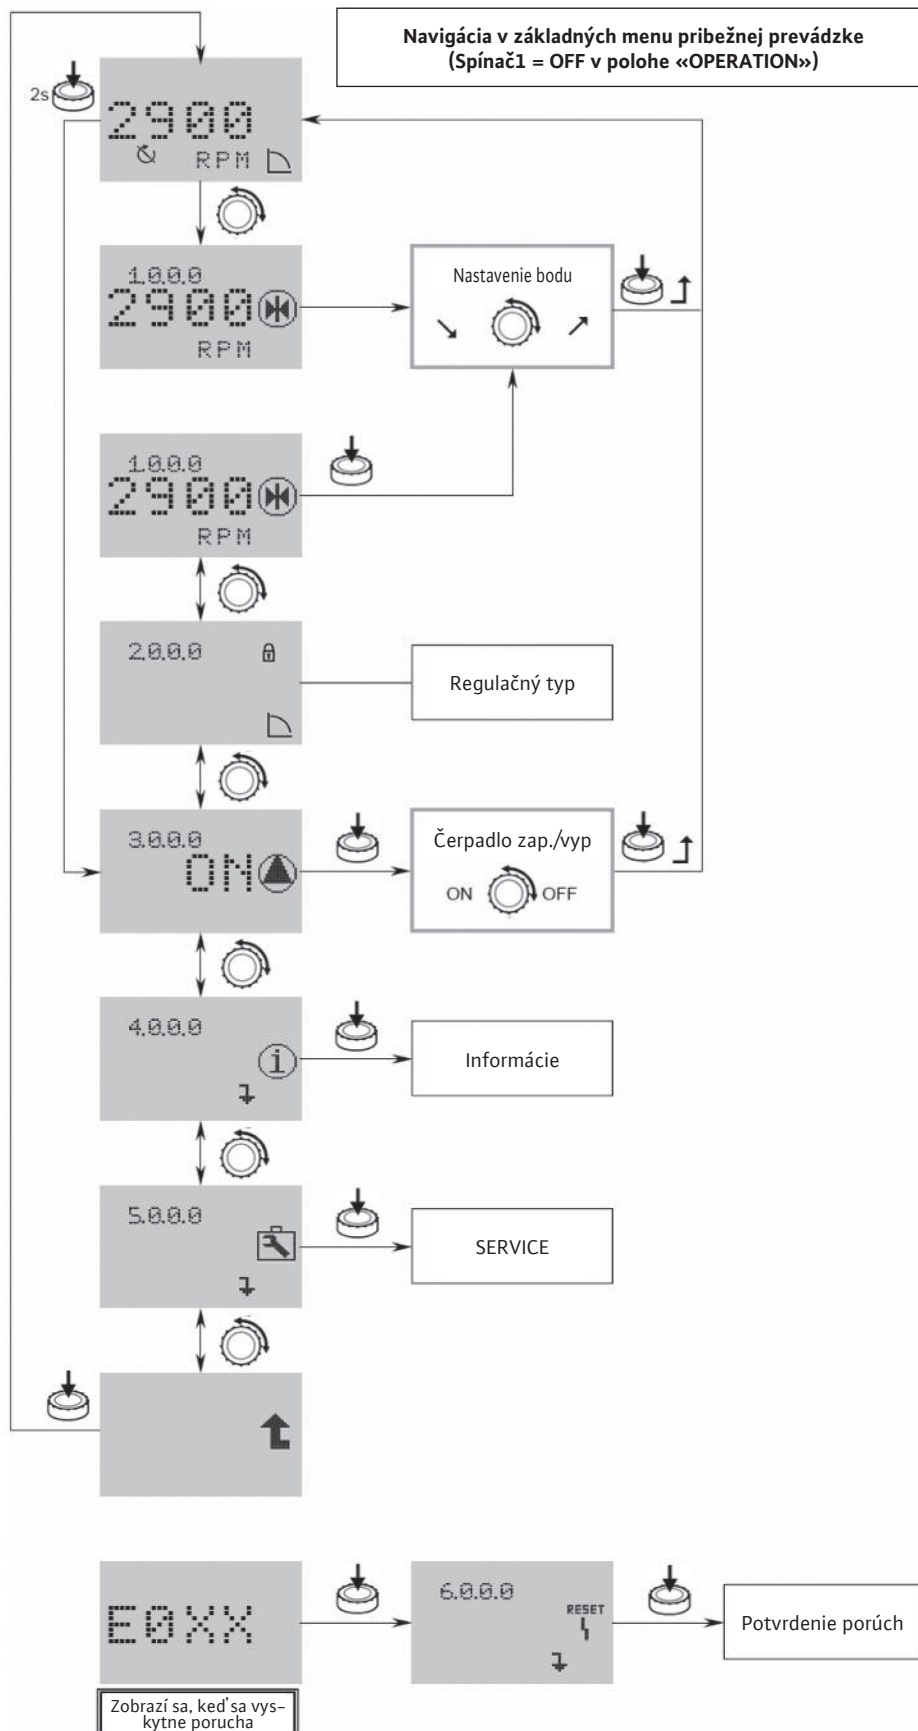 Navigácia v základných menu pribežnej prevádzke
(Spínač1 = OFF v polohe «OPERATION»)
2s
2900
RPM
1.0.0.0
2900
RPM
Nastavenie bodu
1.0.0.0
2900
RPM
2.0.0.0
Regulačný typ
3.0.0.0
ON
Čerpadlo zap./vyp
ON
OFF
4.0.0.0
i
Informácie
5.0.0.0
SERVICE
E0XX
6.0.0.0
RESET
Potvrdenie porúch
Zobrazí sa, keď sa vys-
kytne porucha